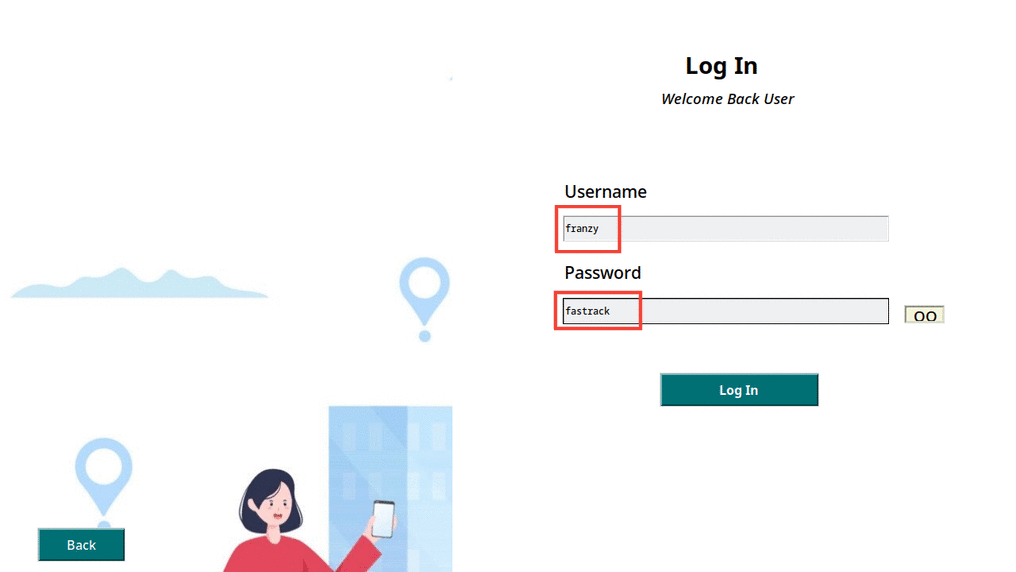 Log In
Welcome Back User
Username
franzy
Password
fastrack
OO
Log In
Back